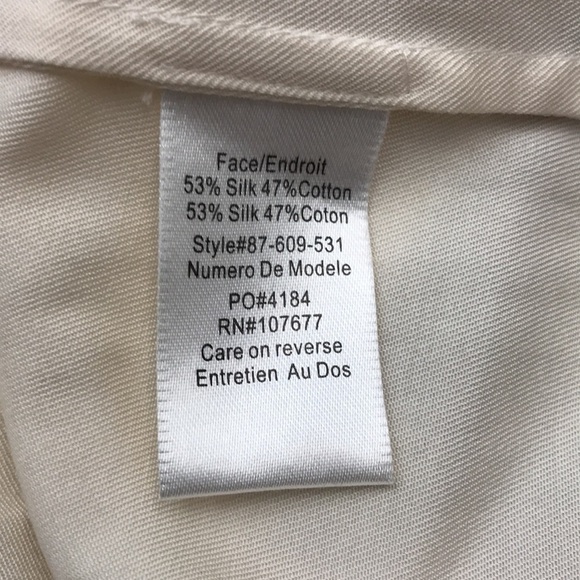 Face/Endroit
53% Silk 47%Cotton
53% Silk 47%Coton
Style#87-609-531
Numero De Modele
PO#4184
RN#107677
Care on reverse
Entretien Au Dos